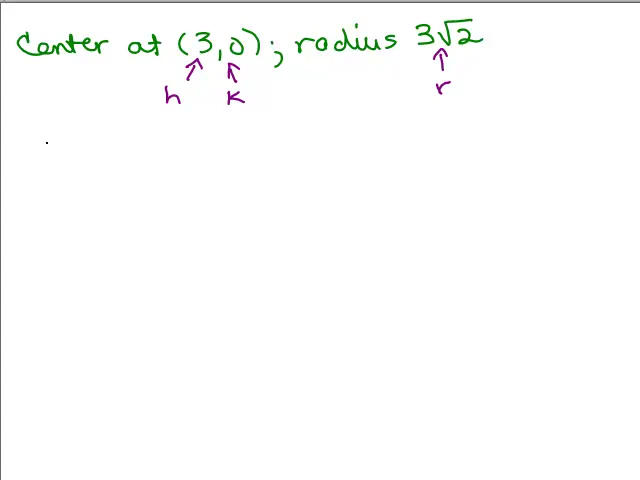 Center at (3,0); radius 3√2
h k r